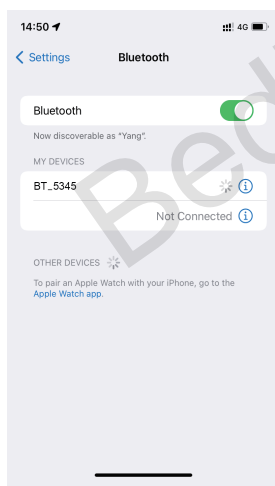 14:50 4G
Settings Bluetooth
Bluetooth
Now discoverable as “Yang”.
MY DEVICES
BT_5345
Not Connected
OTHER DEVICES
To pair an Apple Watch with your iPhone, go to the
Apple Watch app.